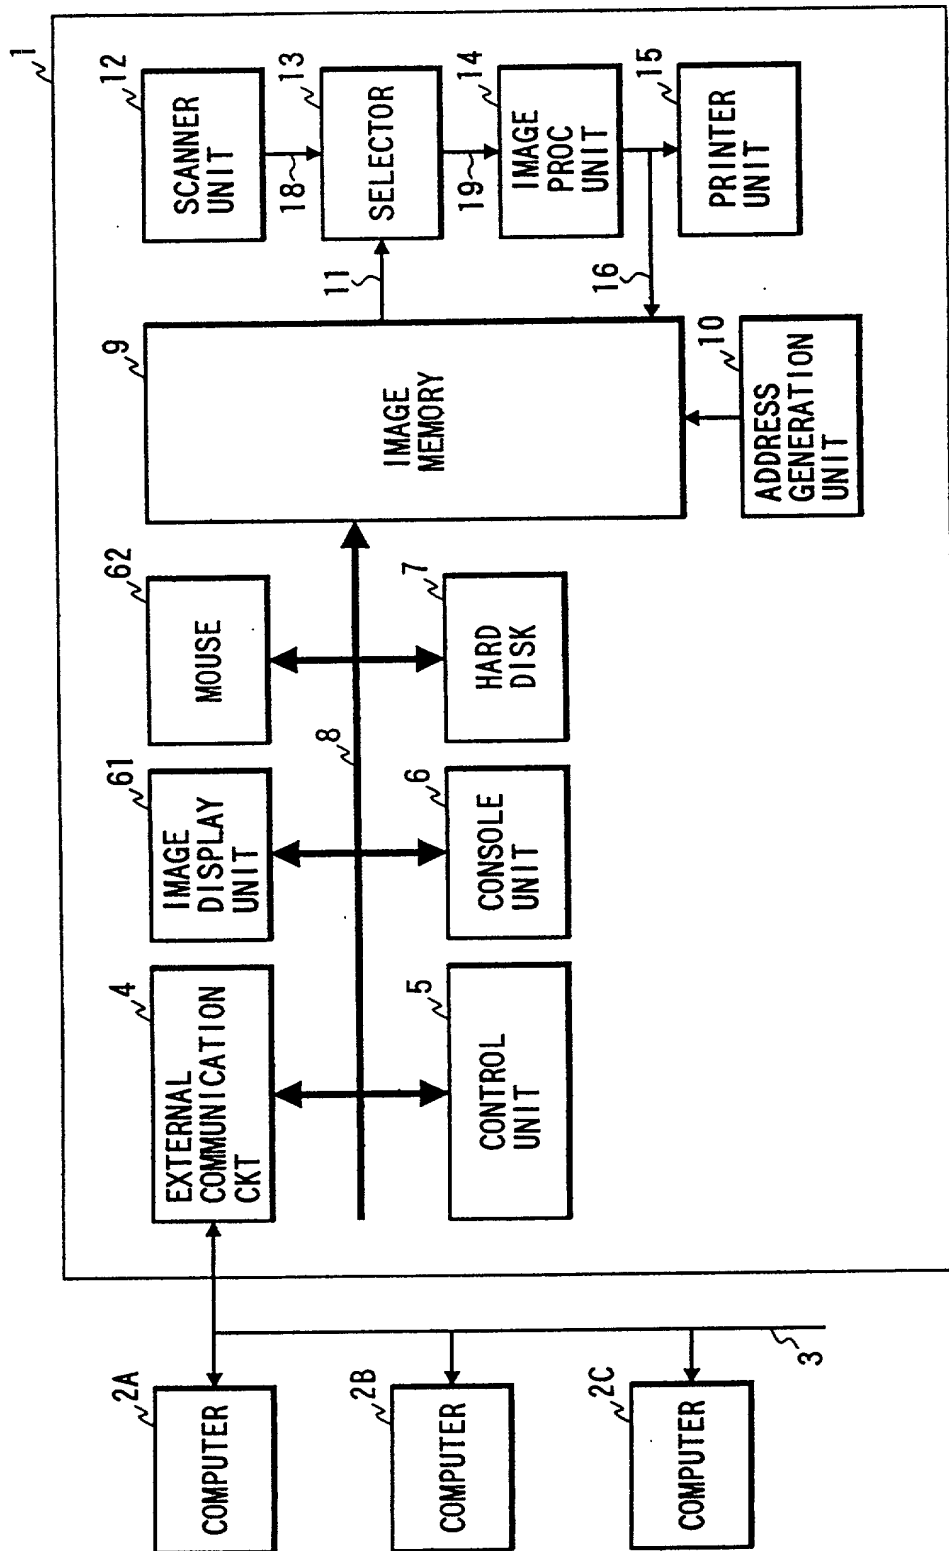 1
2A
COMPUTER
2B
COMPUTER
2C
COMPUTER
3
4
EXTERNAL
COMMUNICATION
CKT
61
IMAGE
DISPLAY
UNIT
62
MOUSE
8
5
CONTROL
UNIT
6
CONSOLE
UNIT
7
HARD
DISK
9
IMAGE
MEMORY
10
ADDRESS
GENERATION
UNIT
11
12
SCANNER
UNIT
18
13
SELECTOR
19
14
IMAGE
PROC
UNIT
16
15
PRINTER
UNIT